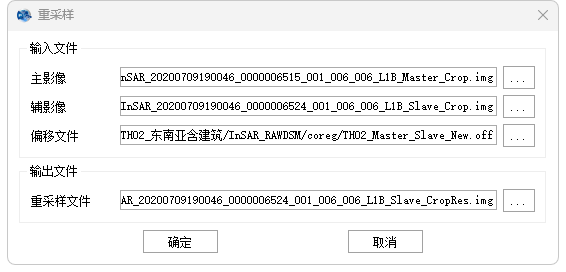 重采样
输入文件
主影像 nSAR_20200709190046_0000006515_001_006_006_L1B_Master_Crop.img ...
辅影像 InSAR_20200709190046_0000006524_001_006_006_L1B_Slave_Crop.img ...
偏移文件 TH02_东南亚含建筑/InSAR_RAWDSM/coreg/TH02_Master_Slave_New.off ...
输出文件
重采样文件 AR_20200709190046_0000006524_001_006_006_L1B_Slave_CropRes.img ...
确定 取消